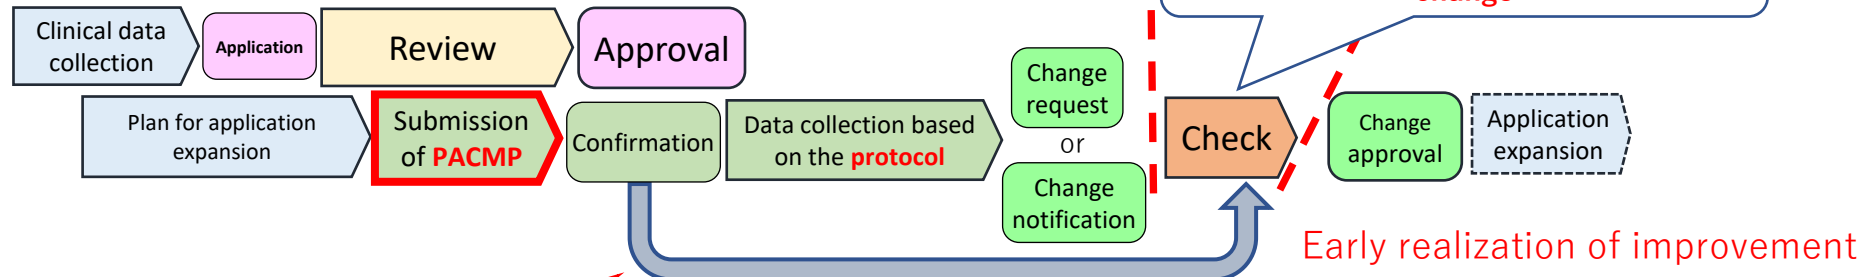 change
Clinical data
collection
Application
Review
Approval
Plan for application
expansion
Submission
of PACMP
Confirmation
Data collection based
on the protocol
Change
request
or
Change
notification
Check
Change
approval
Application
expansion
Early realization of improvement